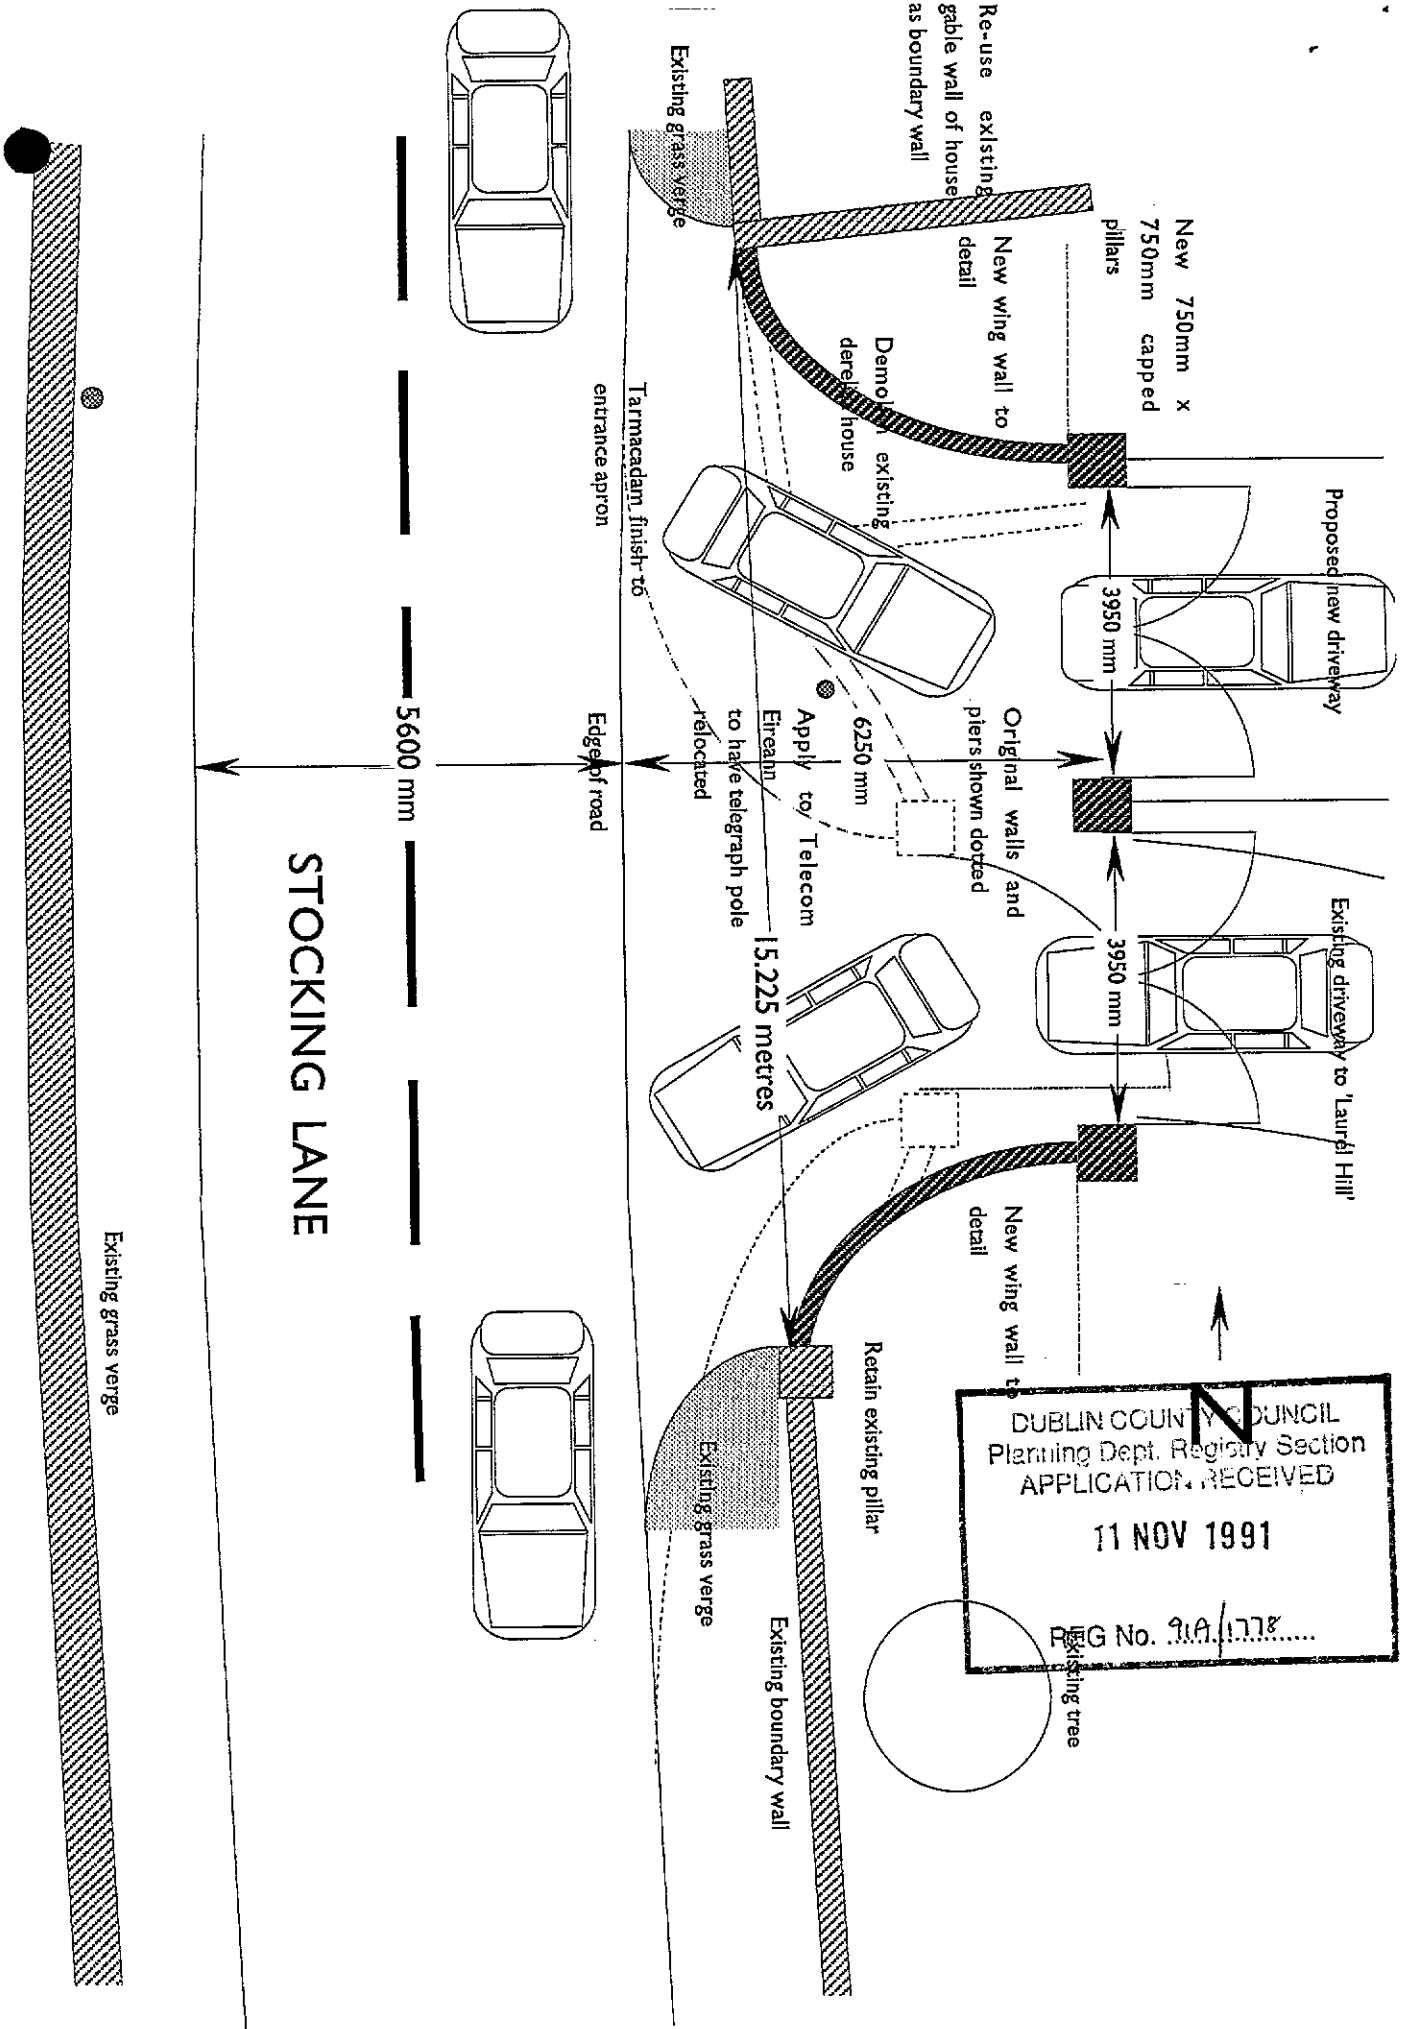 Re-use existing
gable wall of house
as boundary wall
New 750mm x
750mm capped
pillars
Existing grass verge
New wing wall to
detail
Demolish existing
derelict house
Tarmacadam finish to
entrance apron
Proposed new driveway
3950 mm
Original walls and
piers shown dotted
6250 mm
Apply to Telecom
Eireann
to have telegraph pole
relocated
Edge of road
5600 mm
15.225 metres
STOCKING LANE
Existing driveway to 'Laurel Hill'
3950 mm
New wing wall to
detail
Retain existing pillar
Existing grass verge
Existing boundary wall
Existing tree
Existing grass verge
N
DUBLIN COUNTY COUNCIL
Planning Dept. Registry Section
APPLICATION RECEIVED
11 NOV 1991
REG No. 91A/1778